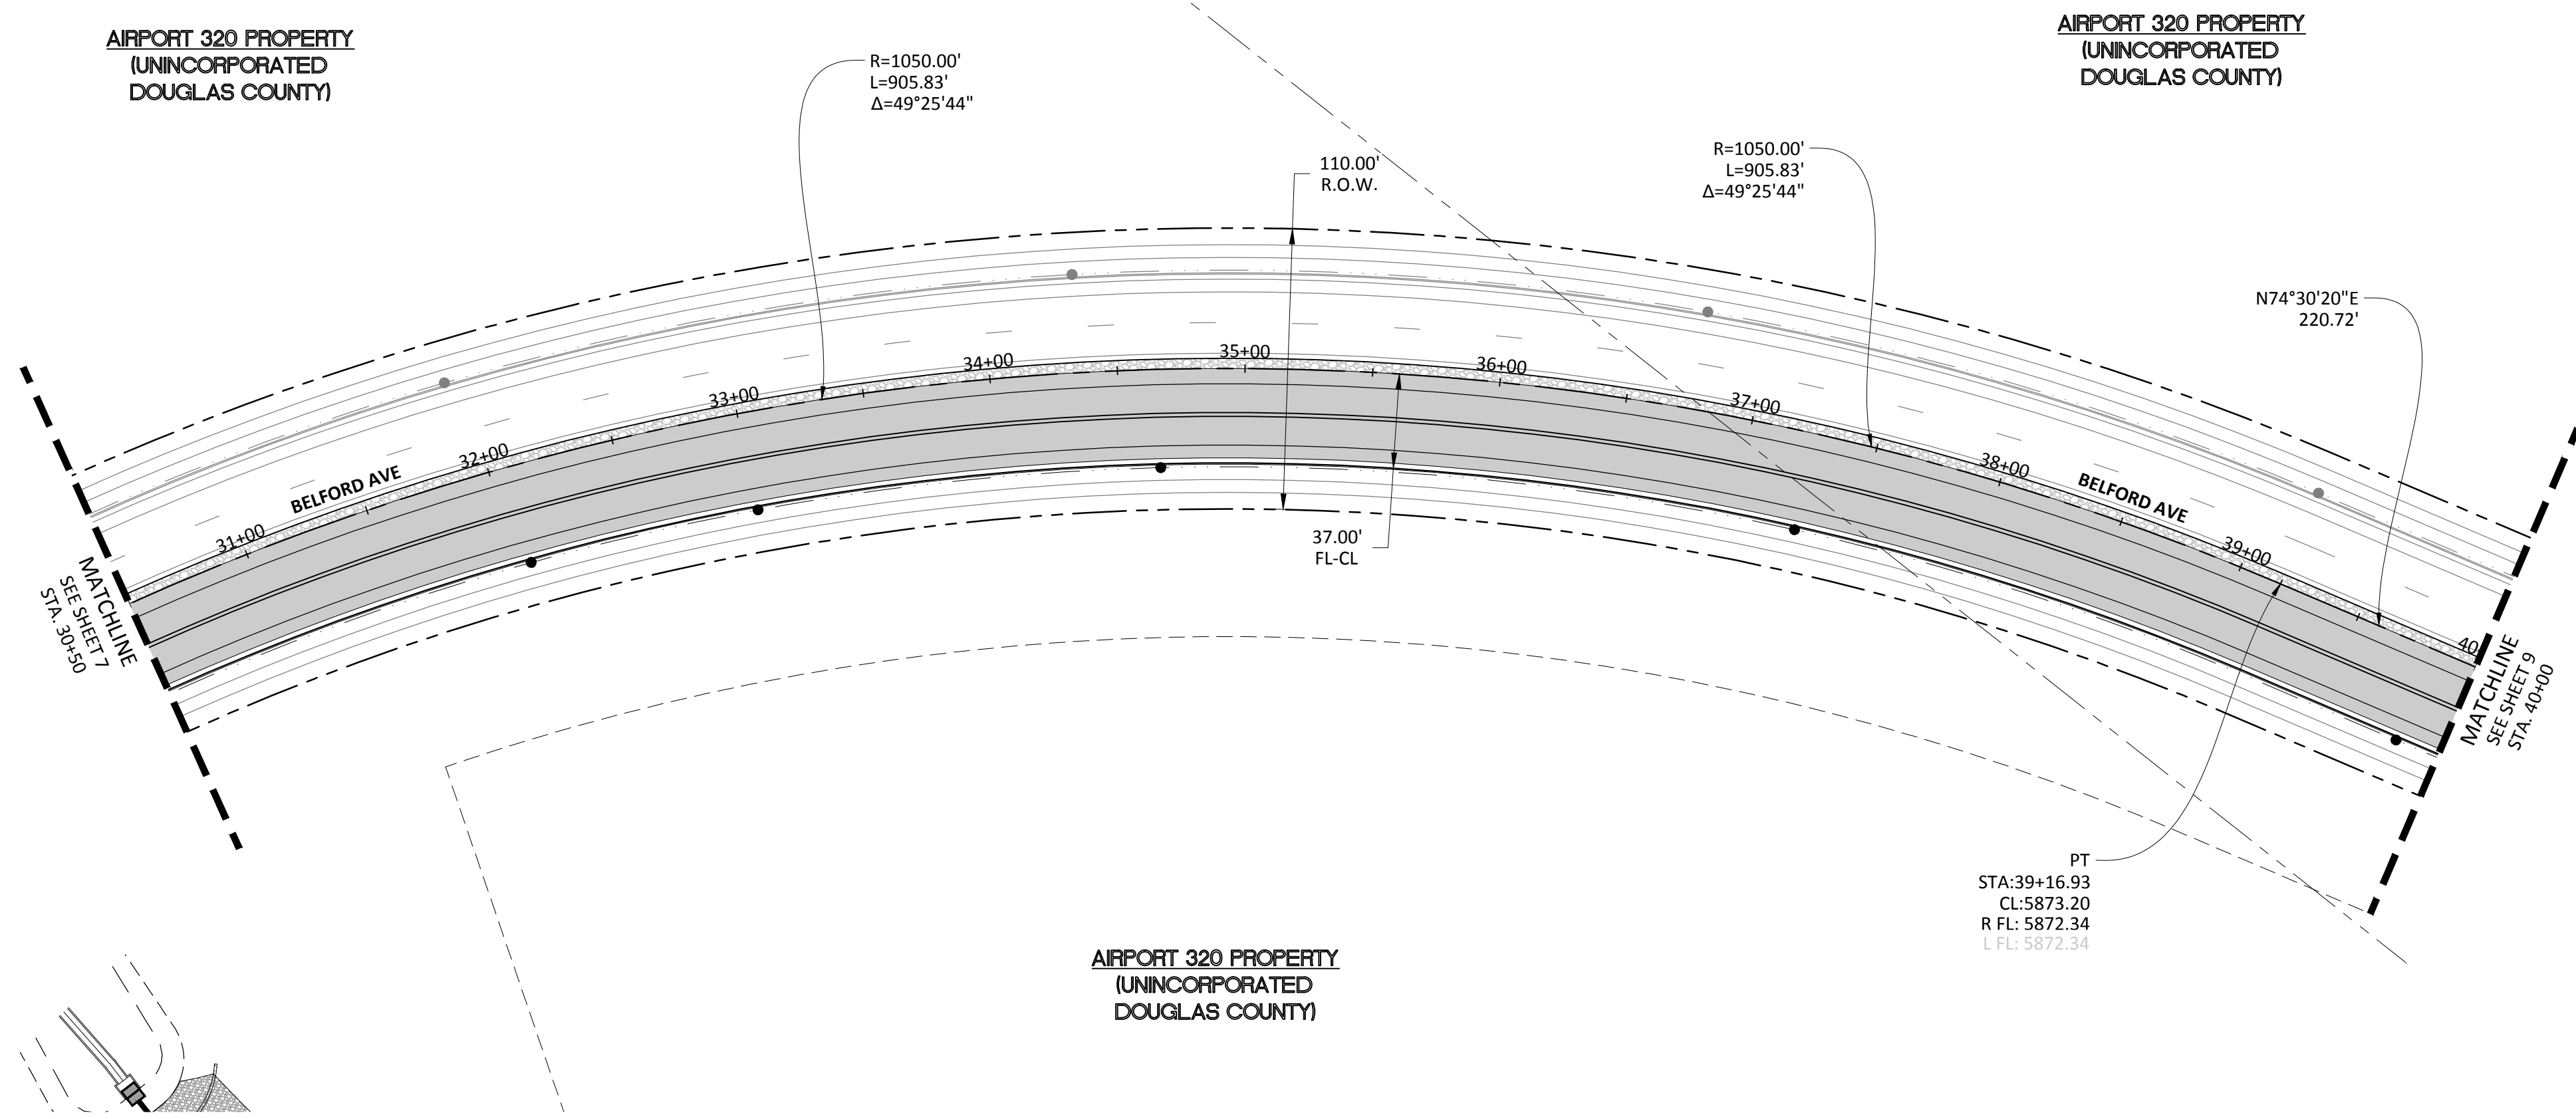 AIRPORT 320 PROPERTY
(UNINCORPORATED
DOUGLAS COUNTY)
AIRPORT 320 PROPERTY
(UNINCORPORATED
DOUGLAS COUNTY)
R=1050.00'
L=905.83'
Δ=49°25'44"
R=1050.00'
L=905.83'
Δ=49°25'44"
110.00'
R.O.W.
N74°30'20"E
220.72'
31+00
32+00
33+00
34+00
35+00
36+00
37+00
38+00
39+00
40
BELFORD AVE
BELFORD AVE
37.00'
FL-CL
MATCHLINE
SEE SHEET 7
STA. 30+50
MATCHLINE
SEE SHEET 9
STA. 40+00
PT
STA:39+16.93
CL:5873.20
R FL: 5872.34
L FL: 5872.34
AIRPORT 320 PROPERTY
(UNINCORPORATED
DOUGLAS COUNTY)